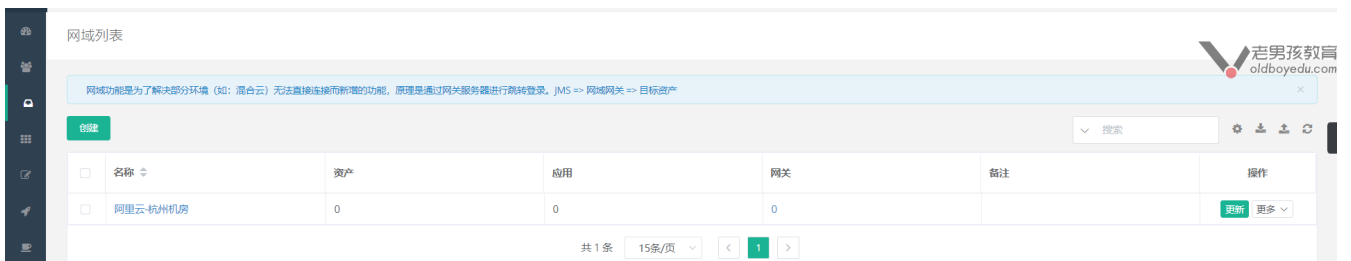 网域列表
老男孩教育
oldboyedu.com
网域功能是为了解决部分环境（如：混合云）无法直接连接而新增的功能，原理是通过网关服务器进行跳转登录。JMS => 网域网关 => 目标资产
创建
搜索
名称 资产 应用 网关 备注 操作
阿里云-杭州机房 0 0 0 更新 更多
共 1 条 15条/页 < 1 >